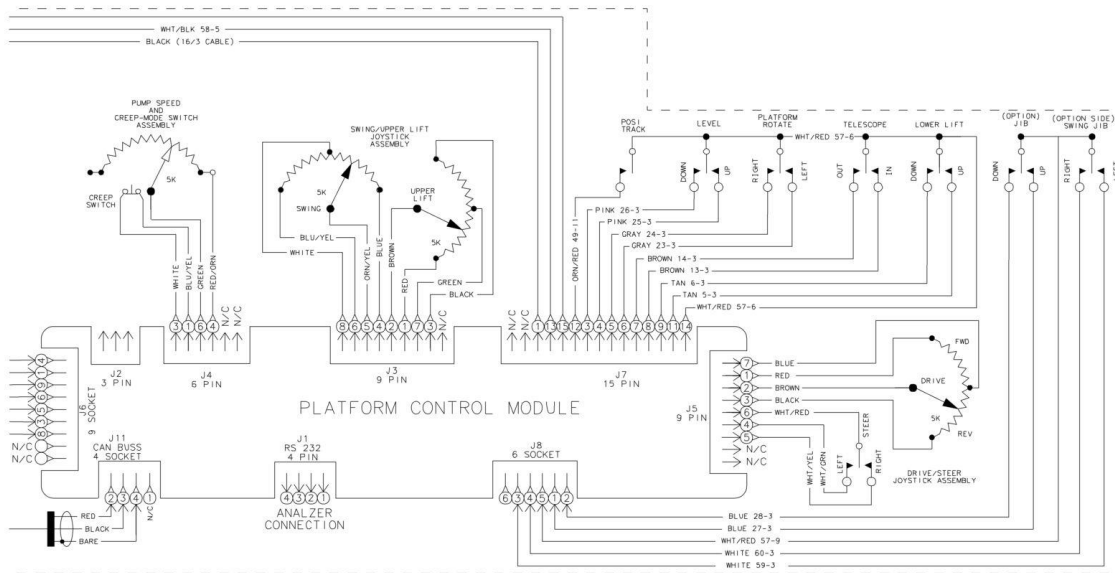 WHT/BLK 58-5
BLACK (16/3 CABLE)
PUMP SPEED
AND
CREEP-MODE SWITCH
ASSEMBLY
5K
CREEP
SWITCH
WHITE
BLU/YEL
GREEN
RED/ORN
N/C
N/C
3 1 6 4
SWING/UPPER LIFT
JOYSTICK
ASSEMBLY
5K
SWING
UPPER
LIFT
5K
BLU/YEL
WHITE
ORN/YEL
BLUE
BROWN
RED
GREEN
BLACK
N/C
8 6 5 4 2 1 7 3
POSI
TRACK
LEVEL
PLATFORM
ROTATE
TELESCOPE
LOWER LIFT
(OPTION)
JIB
(OPTION SIDE)
SWING JIB
WHT/RED 57-6
DOWN
UP
RIGHT
LEFT
OUT
IN
DOWN
UP
DOWN
UP
RIGHT
LEFT
ORN/RED 49-11
PINK 26-3
PINK 25-3
GRAY 24-3
GRAY 23-3
BROWN 14-3
BROWN 13-3
TAN 6-3
TAN 5-3
WHT/RED 57-6
N/C
N/C
1 13 15 12 3 4 5 6 7 8 9 11 14
J2
3 PIN
J4
6 PIN
J3
9 PIN
J7
15 PIN
J6
9 SOCKET
4
1
9
6
5
3
8
N/C
N/C
PLATFORM CONTROL MODULE
J5
9 PIN
7
1
2
3
6
4
5
BLUE
RED
BROWN
BLACK
WHT/RED
N/C
N/C
WHT/YEL
WHT/GRN
FWD
DRIVE
5K
REV
STEER
LEFT
RIGHT
DRIVE/STEER
JOYSTICK ASSEMBLY
J11
CAN BUSS
4 SOCKET
2 3 4 1
N/C
RED
BLACK
BARE
J1
RS 232
4 PIN
4 3 2 1
ANALZER
CONNECTION
J8
6 SOCKET
6 3 4 5 1 2
BLUE 28-3
BLUE 27-3
WHT/RED 57-9
WHITE 60-3
WHITE 59-3